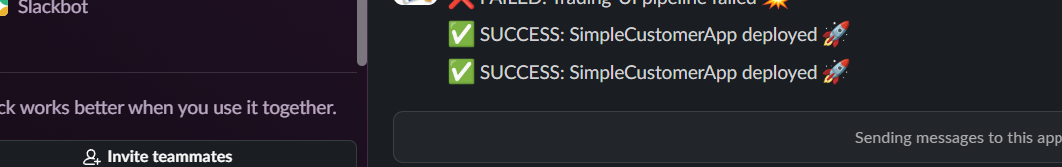 Slackbot
FAILED: Trading-UI pipeline failed
SUCCESS: SimpleCustomerApp deployed
SUCCESS: SimpleCustomerApp deployed
ck works better when you use it together.
Invite teammates
Sending messages to this app